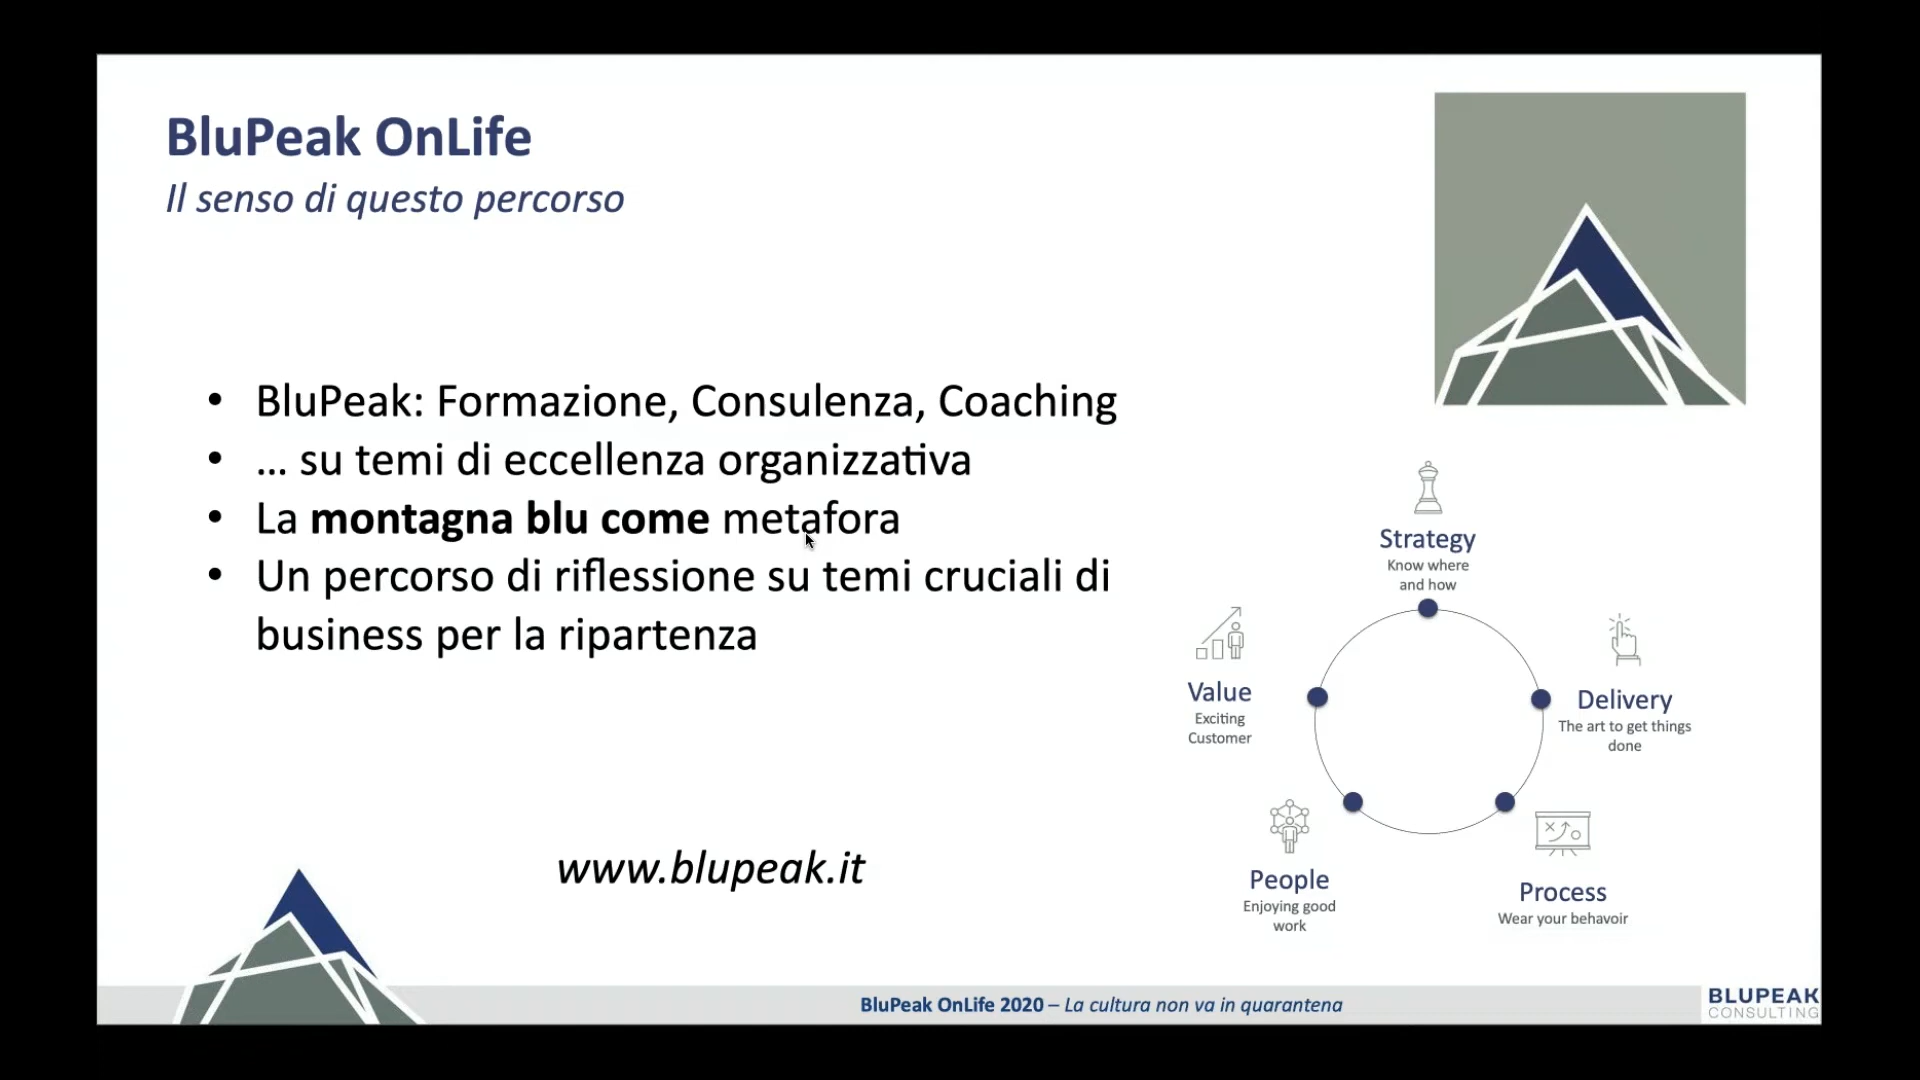 BluPeak OnLife
Il senso di questo percorso
• BluPeak: Formazione, Consulenza, Coaching
• … su temi di eccellenza organizzativa
• La montagna blu come metafora
• Un percorso di riflessione su temi cruciali di
business per la ripartenza
www.blupeak.it
Strategy
Know where
and how
Value
Exciting
Customer
Delivery
The art to get things
done
People
Enjoying good
work
Process
Wear your behavoir
BluPeak OnLife 2020 – La cultura non va in quarantena
BLUPEAK
CONSULTING